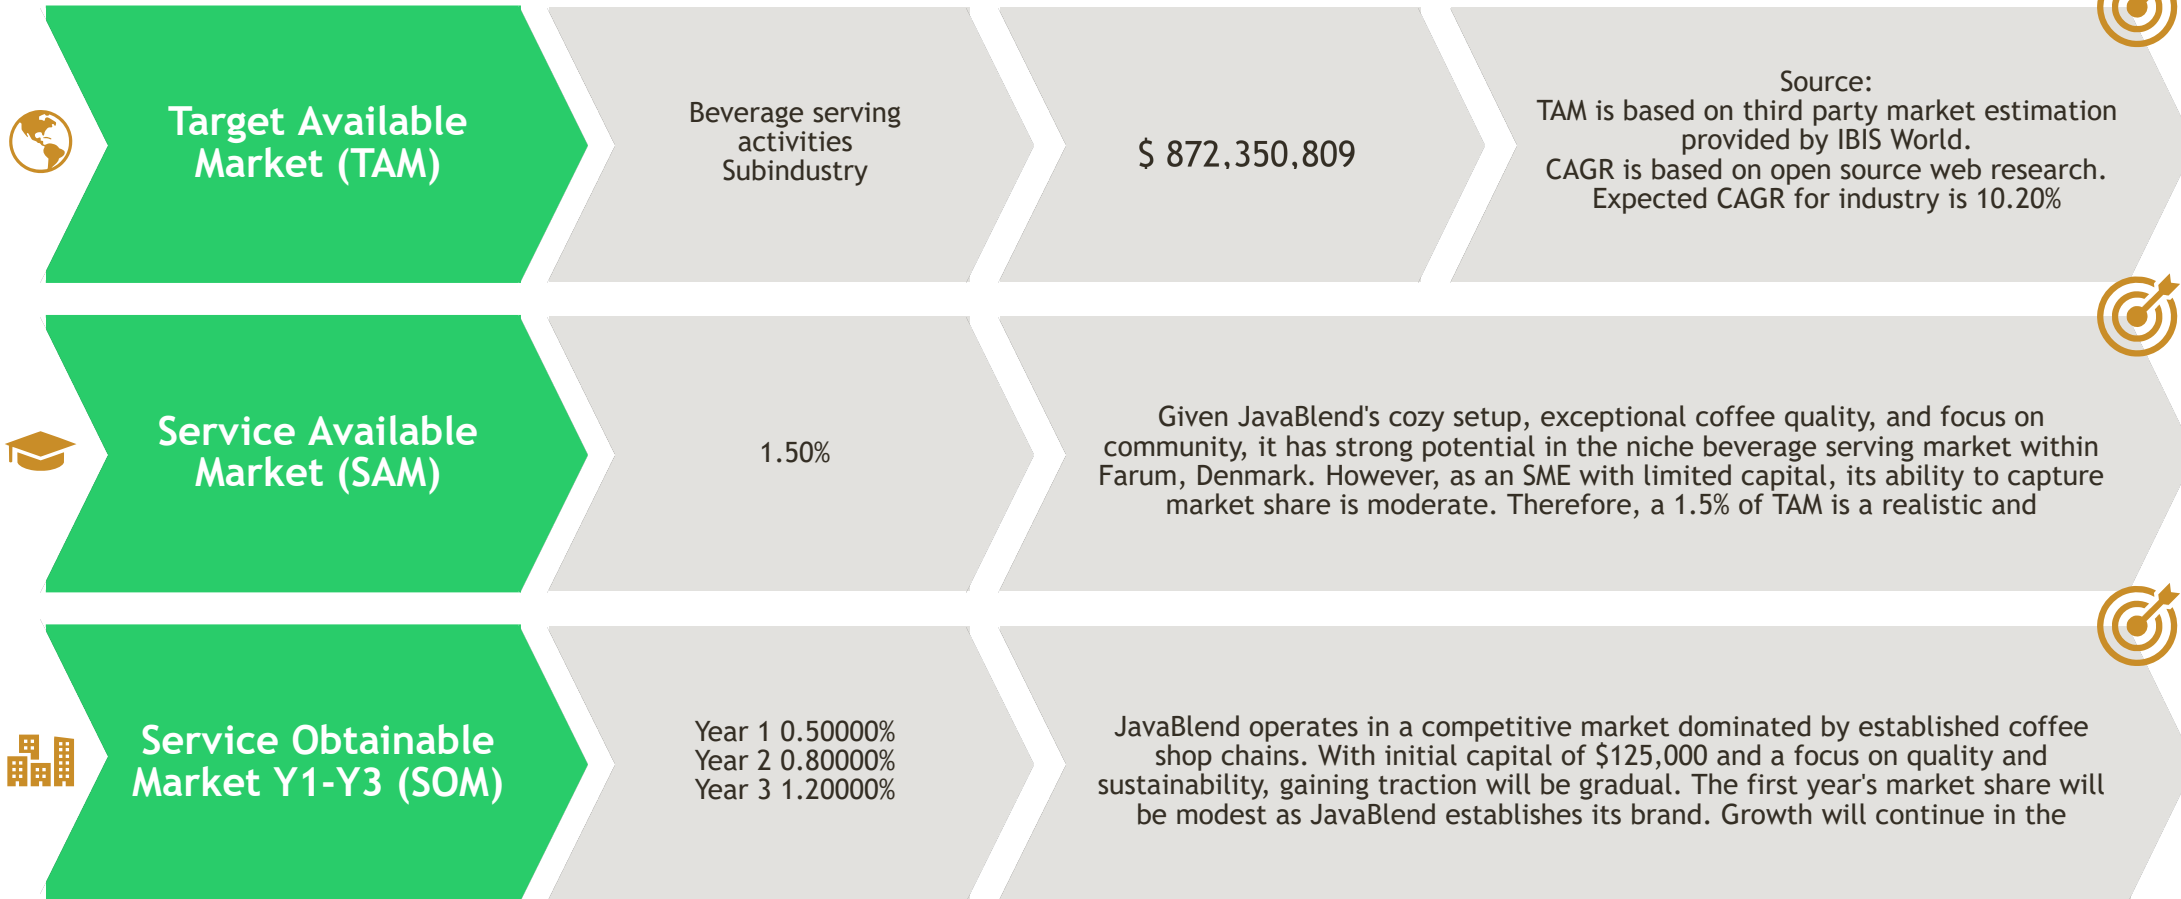 Target Available
Market (TAM)
Beverage serving
activities
Subindustry
$ 872,350,809
Source:
TAM is based on third party market estimation
provided by IBIS World.
CAGR is based on open source web research.
Expected CAGR for industry is 10.20%
Service Available
Market (SAM)
1.50%
Given JavaBlend's cozy setup, exceptional coffee quality, and focus on
community, it has strong potential in the niche beverage serving market within
Farum, Denmark. However, as an SME with limited capital, its ability to capture
market share is moderate. Therefore, a 1.5% of TAM is a realistic and
Service Obtainable
Market Y1-Y3 (SOM)
Year 1 0.50000%
Year 2 0.80000%
Year 3 1.20000%
JavaBlend operates in a competitive market dominated by established coffee
shop chains. With initial capital of $125,000 and a focus on quality and
sustainability, gaining traction will be gradual. The first year's market share will
be modest as JavaBlend establishes its brand. Growth will continue in the